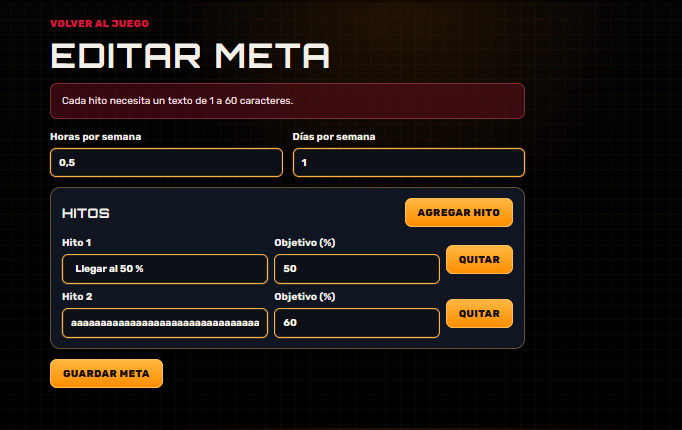 VOLVER AL JUEGO
EDITAR META
Cada hito necesita un texto de 1 a 60 caracteres.
Horas por semana Días por semana
0,5 1
HITOS AGREGAR HITO
Hito 1 Objetivo (%)
Llegar al 50 % 50 QUITAR
Hito 2 Objetivo (%)
aaaaaaaaaaaaaaaaaaaaaaaaaaaaaaaa 60 QUITAR
GUARDAR META